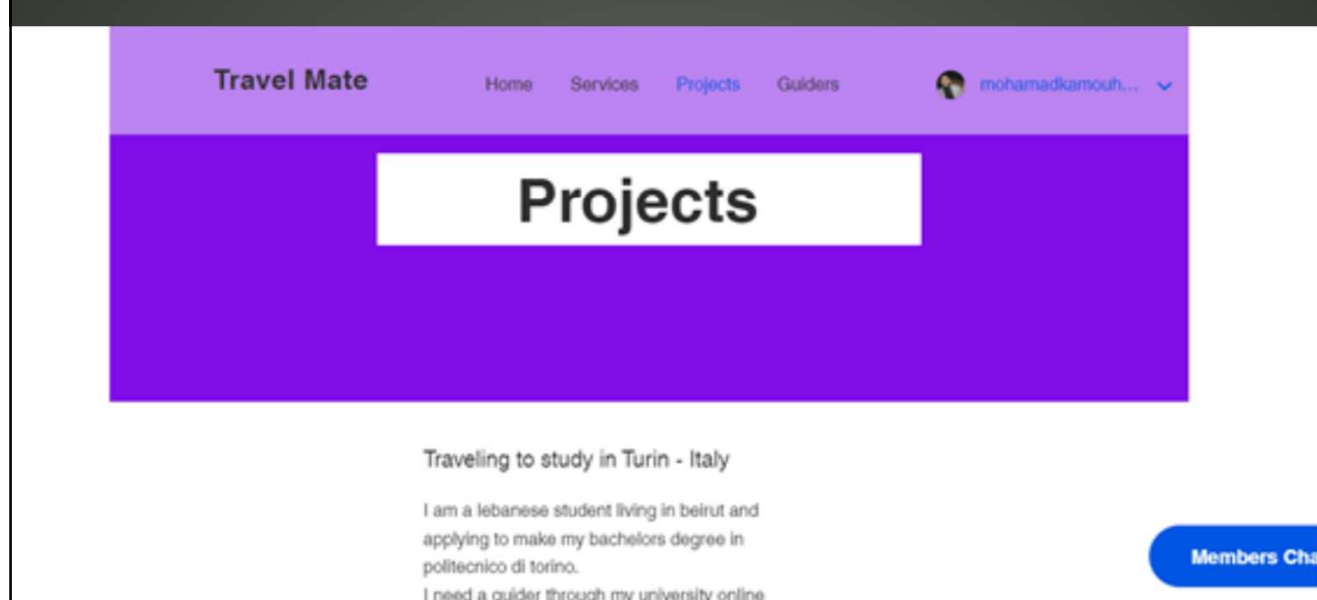 Travel Mate
Home Services Projects Guiders mohamadkamouh...
Projects
Traveling to study in Turin - Italy
I am a lebanese student living in beirut and
applying to make my bachelors degree in
politecnico di torino.
I need a guider through my university online
Members Cha